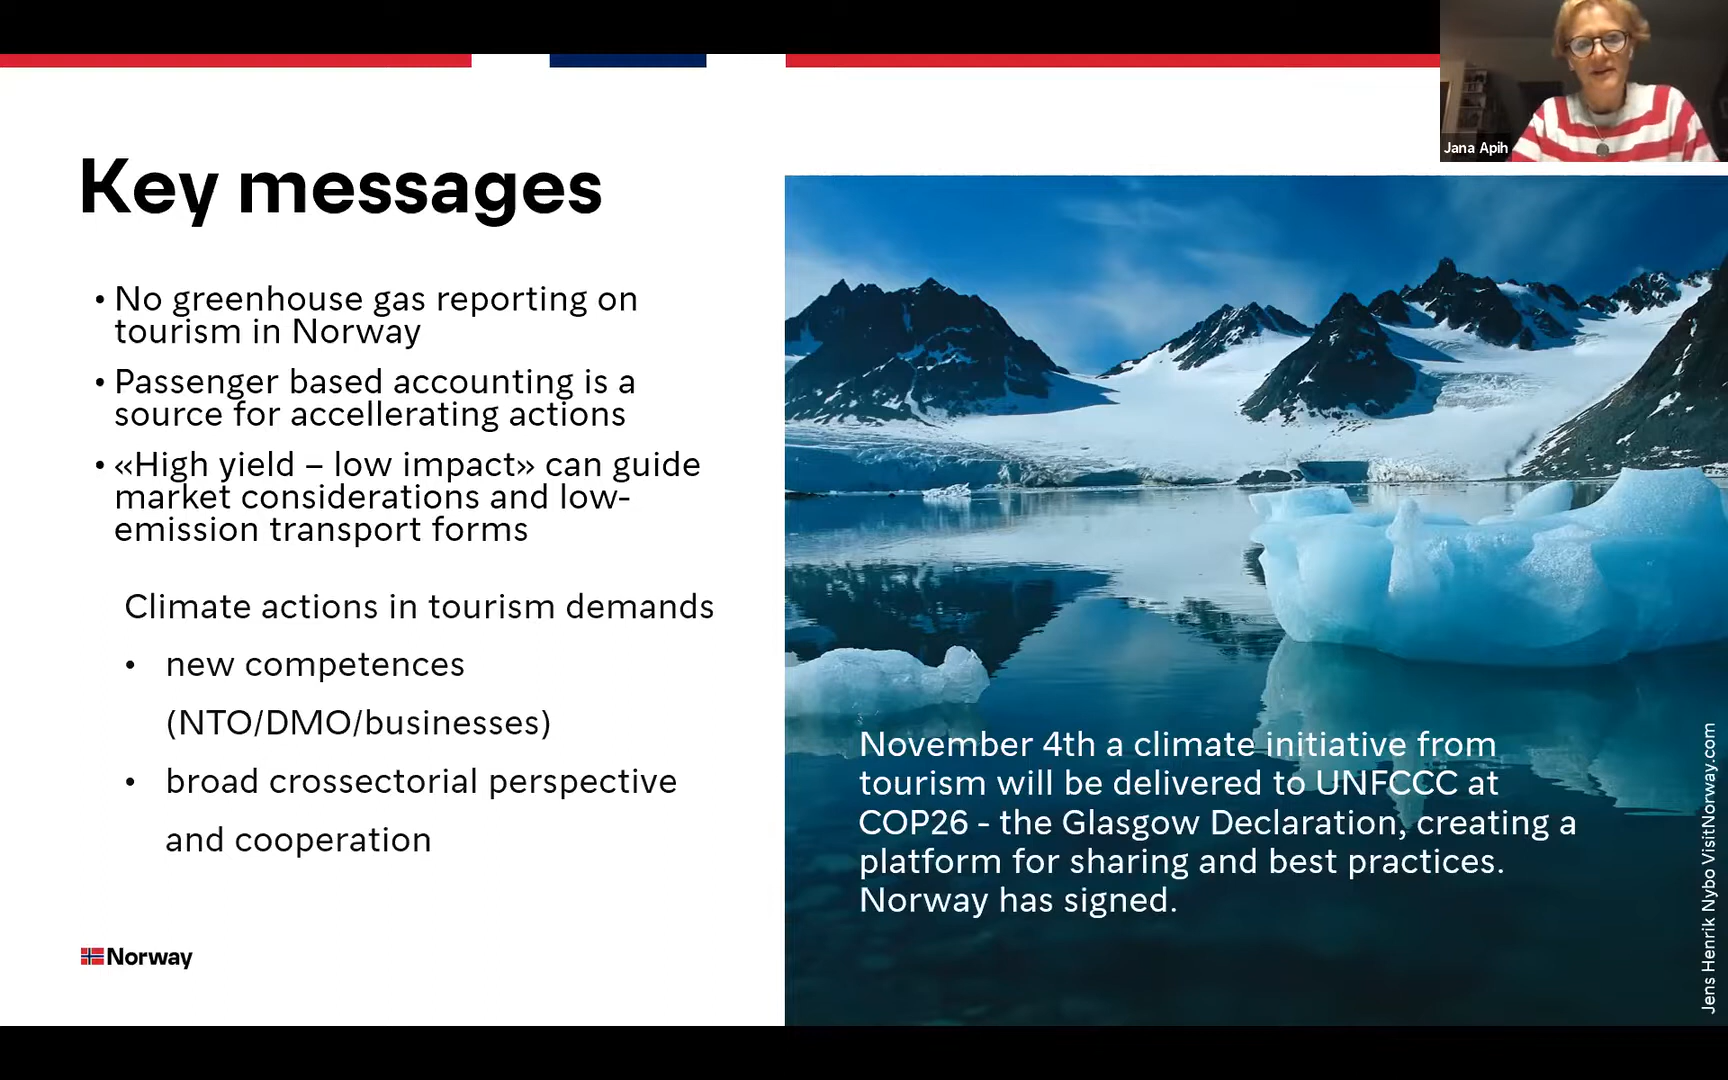 Jana Apih
Key messages
• No greenhouse gas reporting on
tourism in Norway
• Passenger based accounting is a
source for accellerating actions
• «High yield – low impact» can guide
market considerations and low-
emission transport forms
Climate actions in tourism demands
• new competences
(NTO/DMO/businesses)
• broad crossectorial perspective
and cooperation
Norway
November 4th a climate initiative from
tourism will be delivered to UNFCCC at
COP26 - the Glasgow Declaration, creating a
platform for sharing and best practices.
Norway has signed.
Jens Henrik Nybo VisitNorway.com